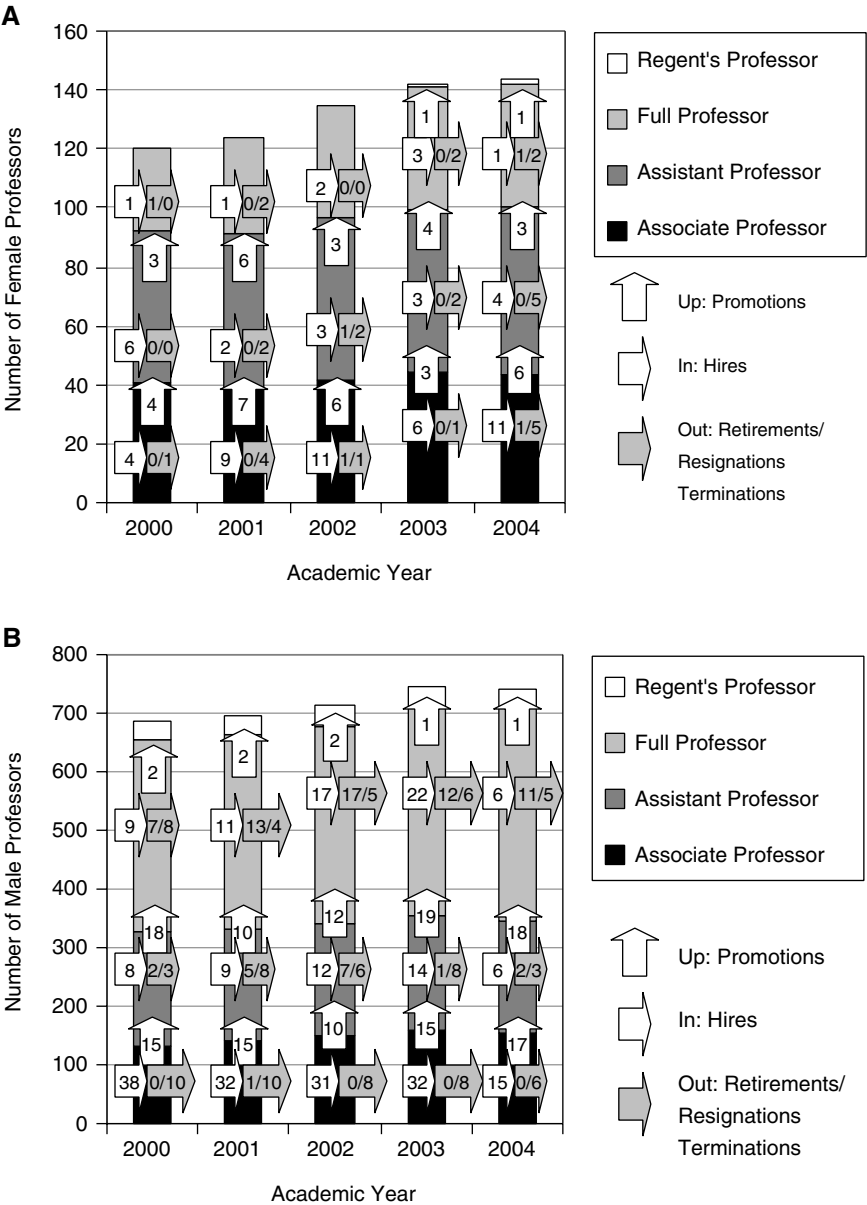 A
160
140
120
100
80
60
40
20
0
Number of Female Professors
1 1/0
3
6 0/0
4
4 0/1
1 0/2
6
2 0/2
7
9 0/4
2 0/0
3
3 1/2
6
11 1/1
1
3 0/2
4
3 0/2
3
6 0/1
1
1 1/2
3
4 0/5
6
11 1/5
2000 2001 2002 2003 2004
Academic Year
Regent's Professor
Full Professor
Assistant Professor
Associate Professor
Up: Promotions
In: Hires
Out: Retirements/
Resignations
Terminations
B
800
700
600
500
400
300
200
100
0
Number of Male Professors
2
9 7/8
18
8 2/3
15
38 0/10
2
11 13/4
10
9 5/8
15
32 1/10
2
17 17/5
12
12 7/6
10
31 0/8
1
22 12/6
19
14 1/8
15
32 0/8
1
6 11/5
18
6 2/3
17
15 0/6
2000 2001 2002 2003 2004
Academic Year
Regent's Professor
Full Professor
Assistant Professor
Associate Professor
Up: Promotions
In: Hires
Out: Retirements/
Resignations
Terminations